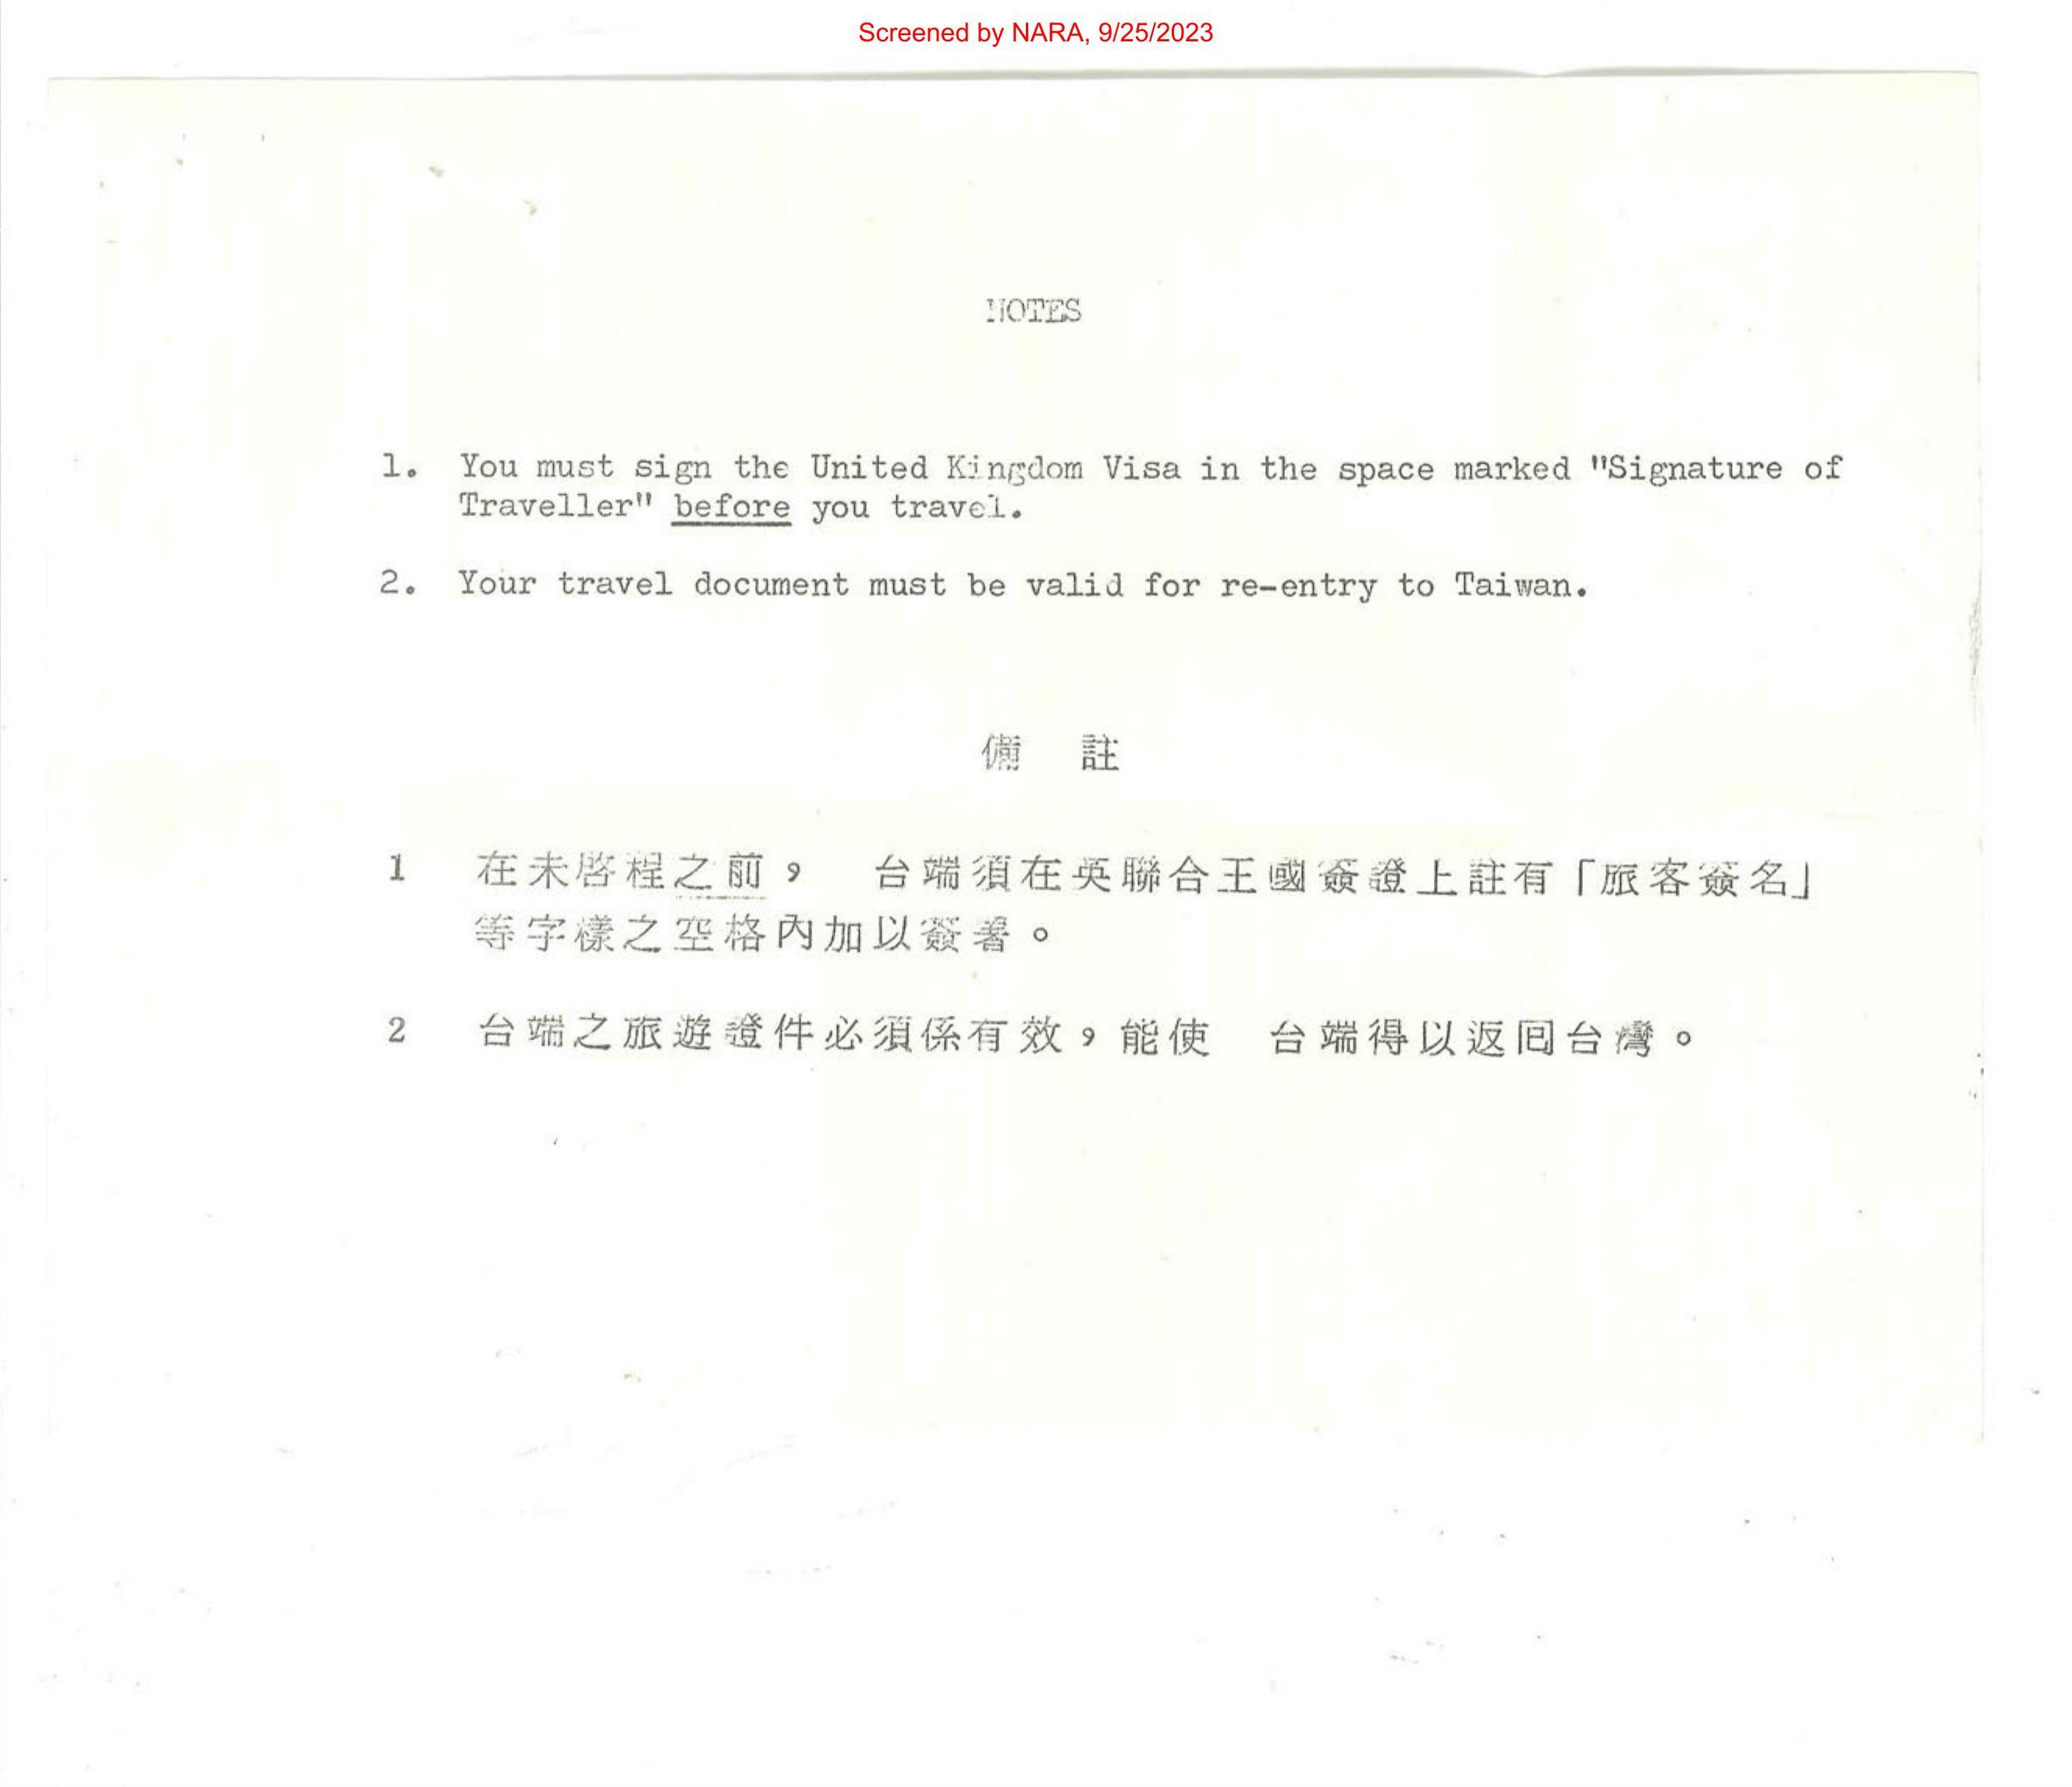 Screened by NARA, 9/25/2023
NOTES
1. You must sign the United Kingdom Visa in the space marked "Signature of
Traveller" before you travel.
2. Your travel document must be valid for re-entry to Taiwan.
備 註
1 在未啓程之前， 台端須在英聯合王國簽證上註有「旅客簽名」
等字樣之空格內加以簽署。
2 台端之旅遊證件必須係有效，能使 台端得以返回台灣。